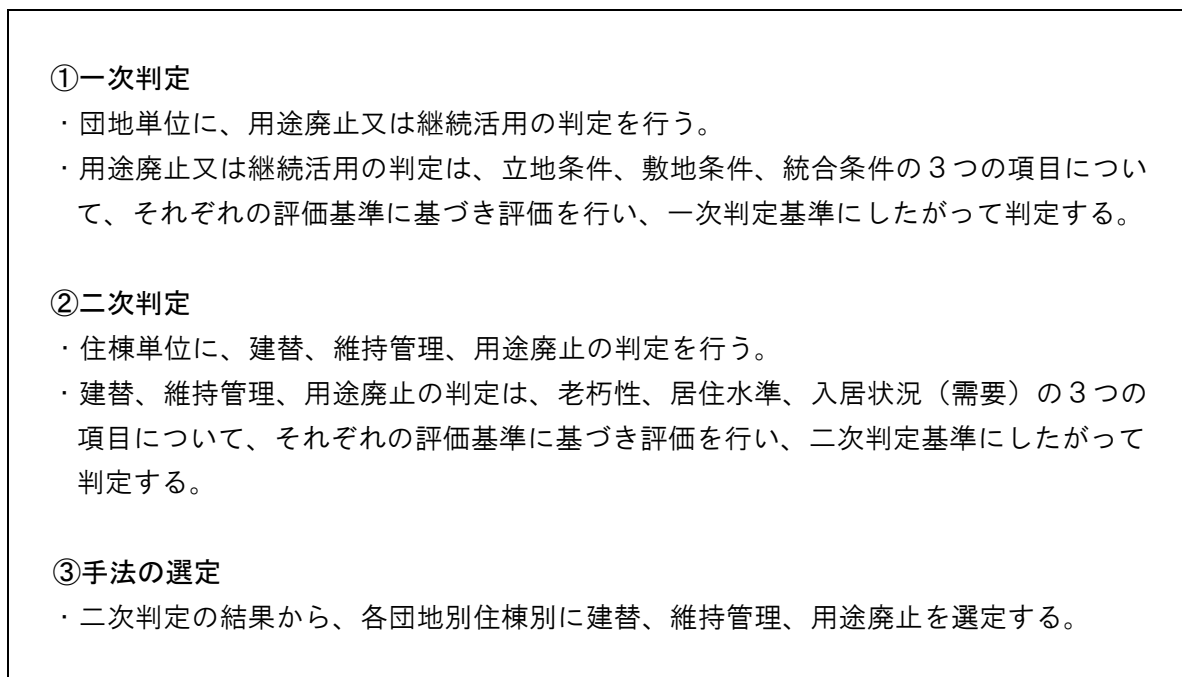 ①一次判定
・団地単位に、用途廃止又は継続活用の判定を行う。
・用途廃止又は継続活用の判定は、立地条件、敷地条件、統合条件の３つの項目につい
て、それぞれの評価基準に基づき評価を行い、一次判定基準にしたがって判定する。
②二次判定
・住棟単位に、建替、維持管理、用途廃止の判定を行う。
・建替、維持管理、用途廃止の判定は、老朽性、居住水準、入居状況（需要）の３つの
項目について、それぞれの評価基準に基づき評価を行い、二次判定基準にしたがって
判定する。
③手法の選定
・二次判定の結果から、各団地別住棟別に建替、維持管理、用途廃止を選定する。